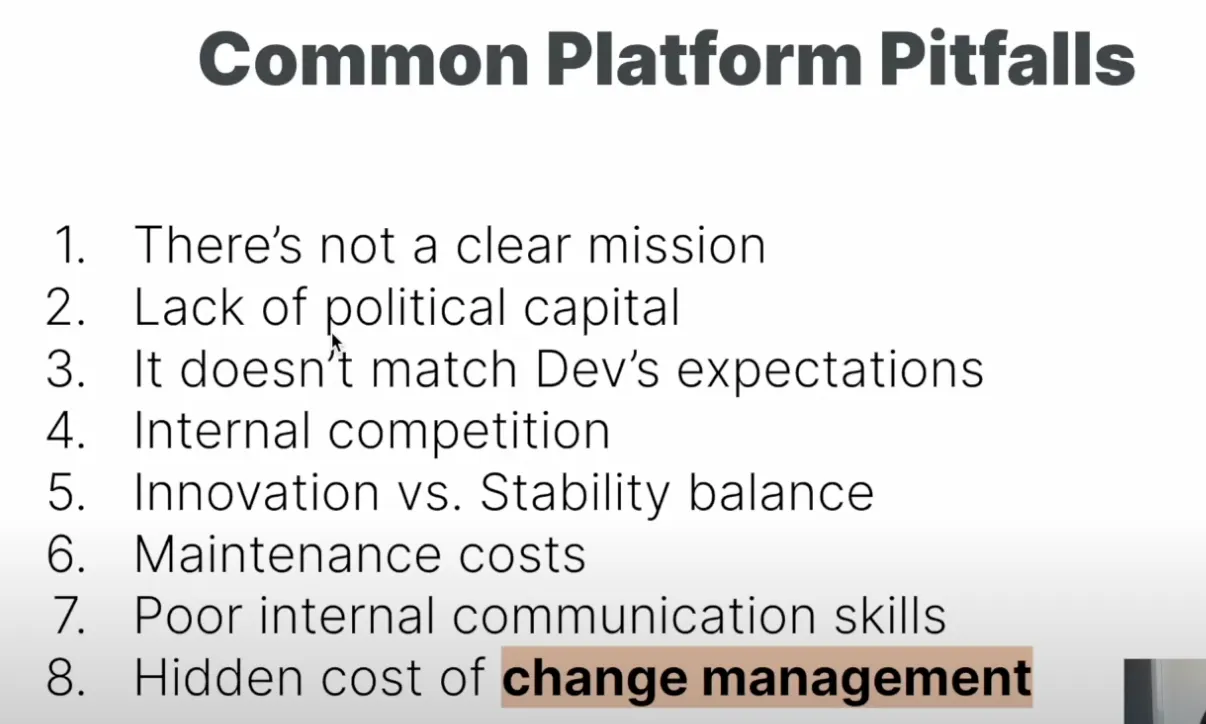 Common Platform Pitfalls
1. There’s not a clear mission
2. Lack of political capital
3. It doesn’t match Dev’s expectations
4. Internal competition
5. Innovation vs. Stability balance
6. Maintenance costs
7. Poor internal communication skills
8. Hidden cost of change management